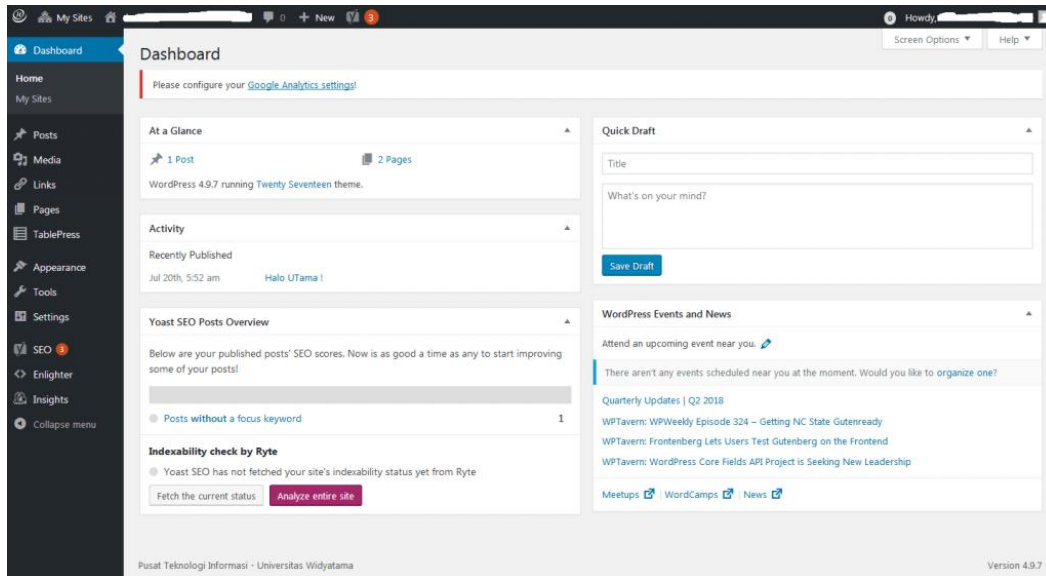 My Sites
0
+ New
3
0
Howdy,
Screen Options
Help
Dashboard
Home
My Sites
Posts
Media
Links
Pages
TablePress
Appearance
Tools
Settings
SEO 3
Enlighter
Insights
Collapse menu
Dashboard
Please configure your Google Analytics settings!
At a Glance
1 Post
2 Pages
WordPress 4.9.7 running Twenty Seventeen theme.
Activity
Recently Published
Jul 20th, 5:52 am Halo UTama !
Yoast SEO Posts Overview
Below are your published posts' SEO scores. Now is as good a time as any to start improving
some of your posts!
Posts without a focus keyword 1
Indexability check by Ryte
Yoast SEO has not fetched your site's indexability status yet from Ryte
Fetch the current status
Analyze entire site
Quick Draft
Title
What's on your mind?
Save Draft
WordPress Events and News
Attend an upcoming event near you.
There aren't any events scheduled near you at the moment. Would you like to organize one?
Quarterly Updates | Q2 2018
WPTavern: WPWeekly Episode 324 – Getting NC State Gutenready
WPTavern: Frontenberg Lets Users Test Gutenberg on the Frontend
WPTavern: WordPress Core Fields API Project is Seeking New Leadership
Meetups | WordCamps | News
Pusat Teknologi Informasi - Universitas Widyatama
Version 4.9.7